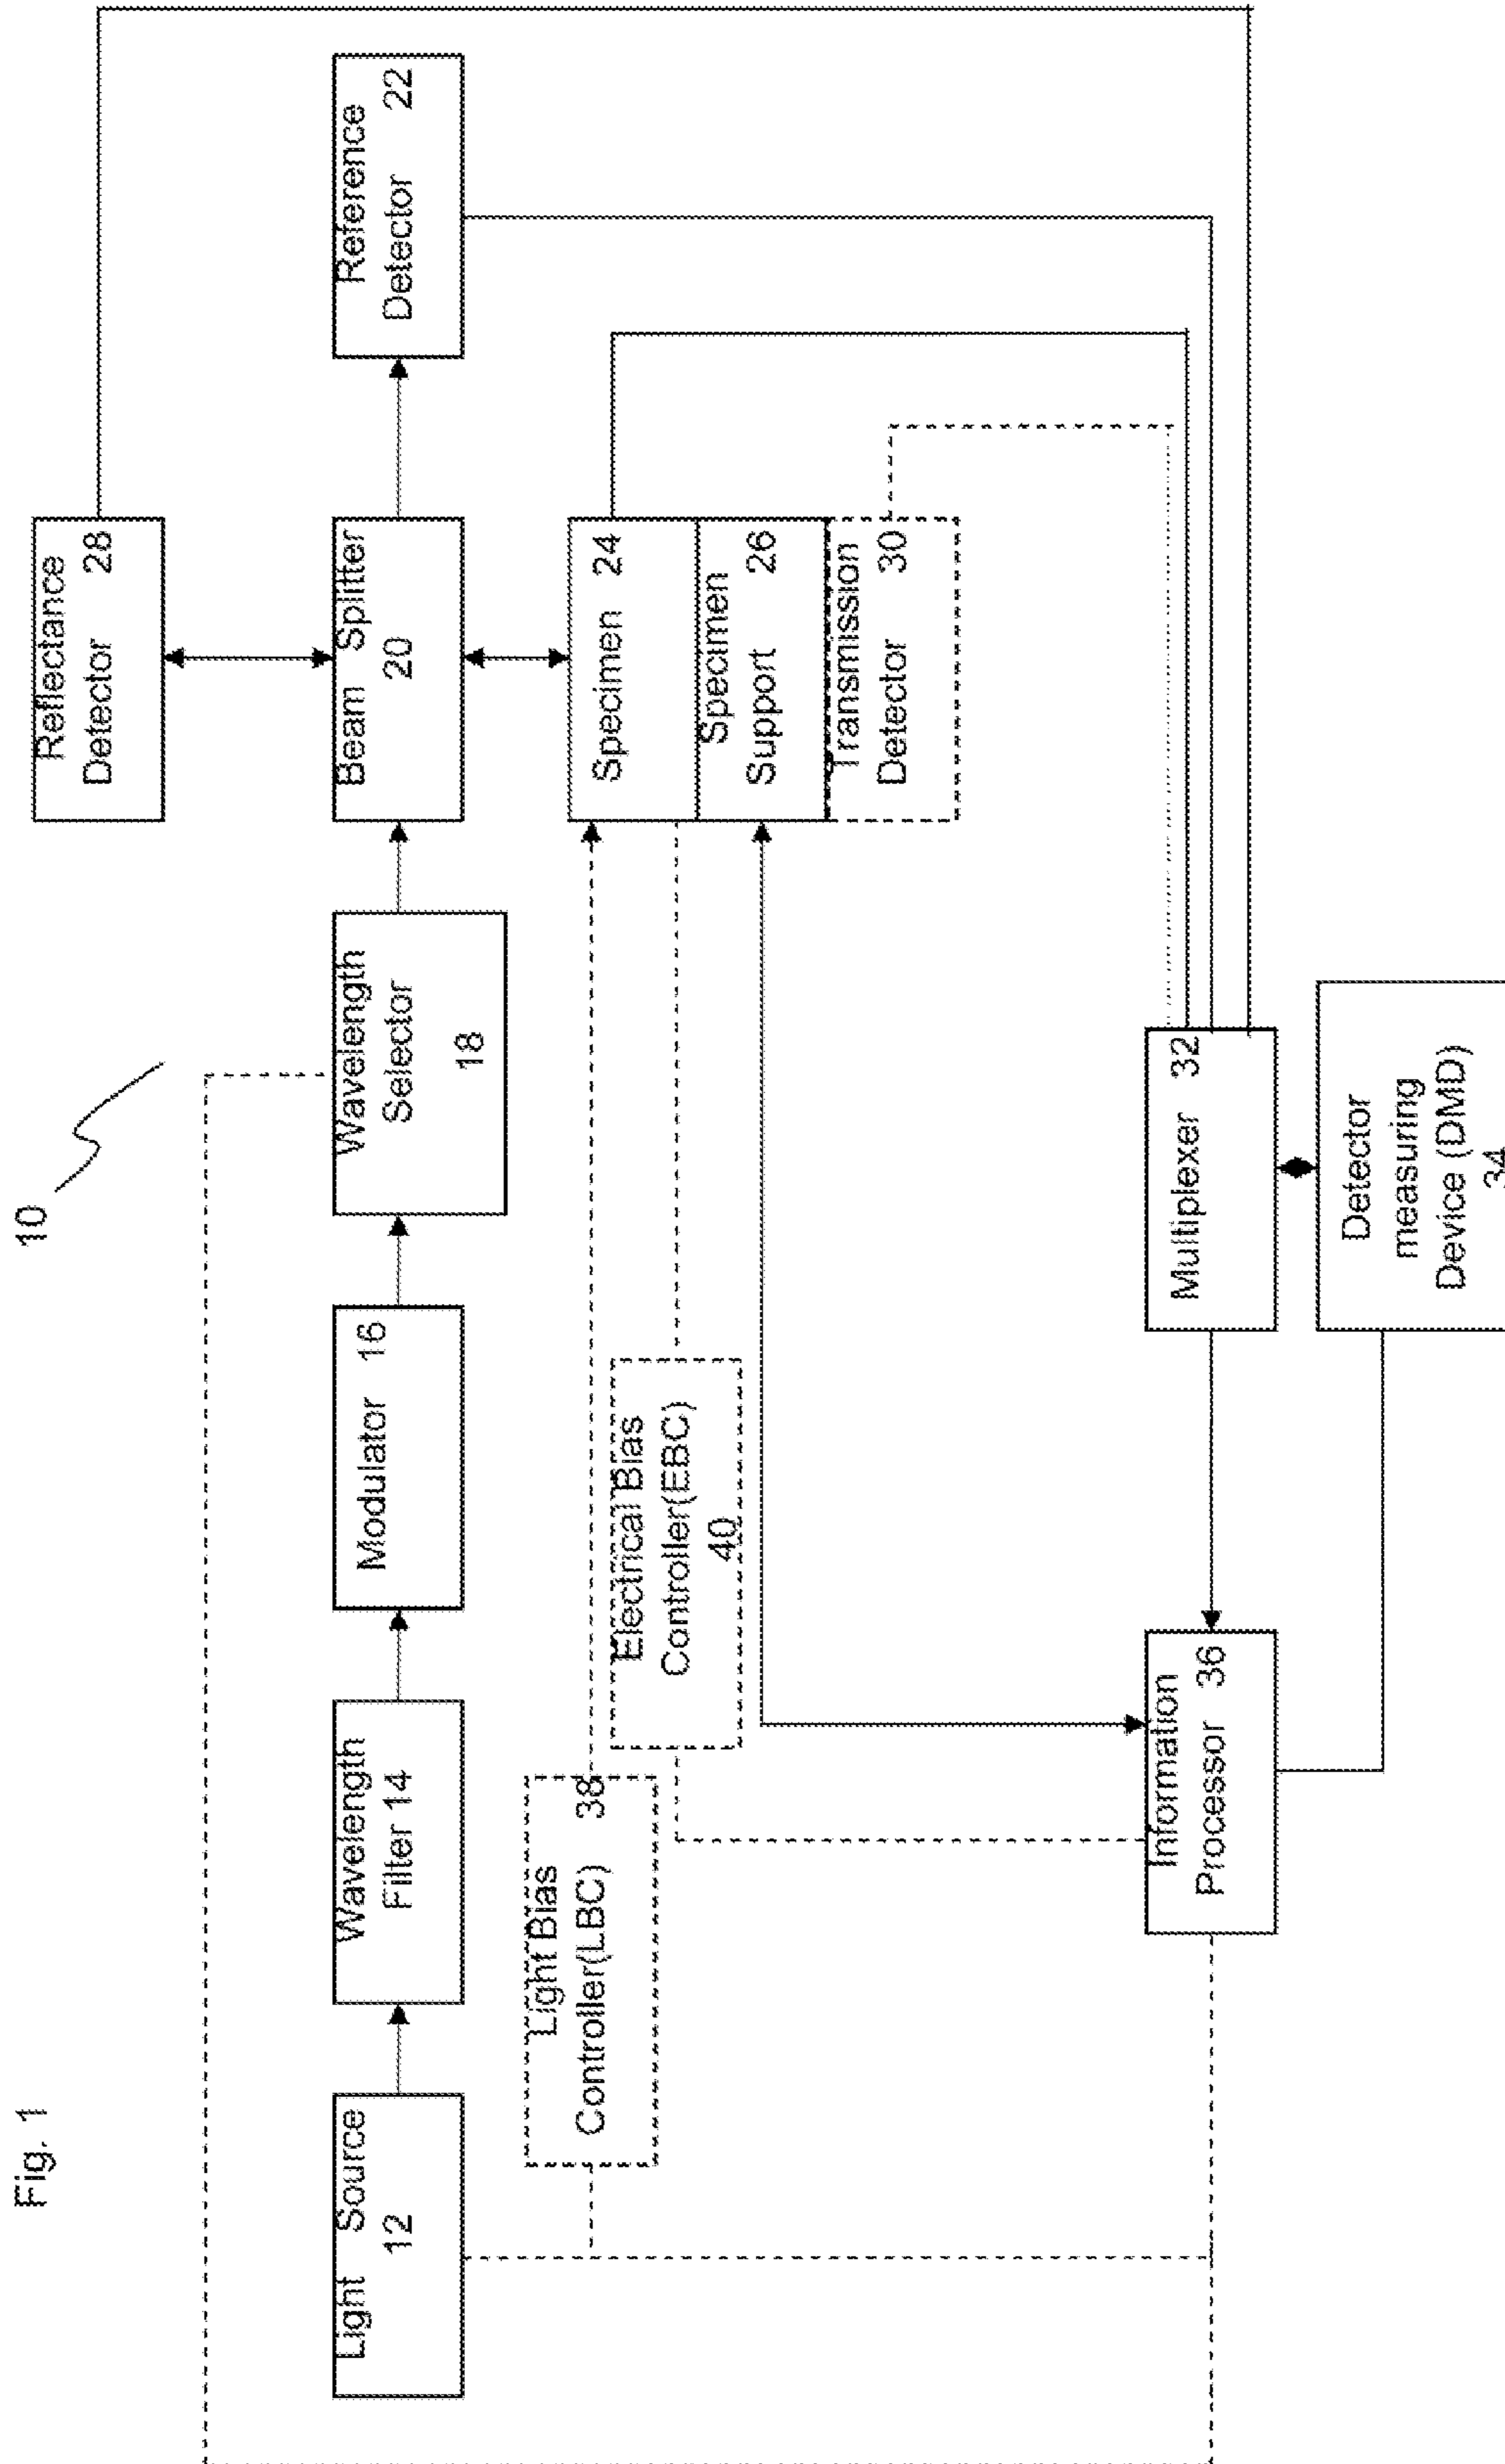 Fig. 1
10
Reflectance
Detector 28
Light Source
12
Wavelength
Filter 14
Modulator 16
Wavelength
Selector
18
Beam Splitter
20
Reference
Detector 22
Light Bias
Controller(LBC) 38
Specimen 24
Electrical Bias
Controller(EBC)
40
Specimen
Support 26
Transmission
Detector 30
Information
Processor 36
Multiplexer 32
Detector
measuring
Device (DMD)
34